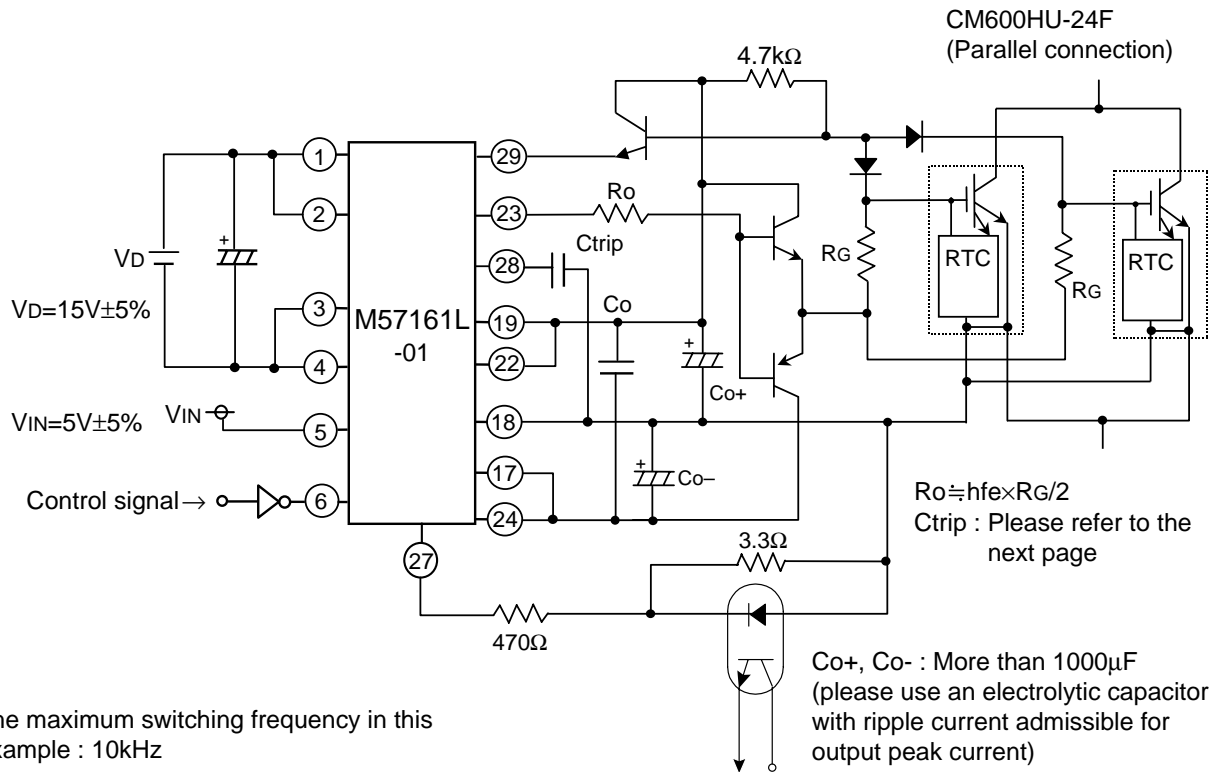 CM600HU-24F
(Parallel connection)
4.7kΩ
1
29
2
23
Ro
Ctrip
28
VD
RG
RTC
RG
RTC
VD=15V±5%
3
M57161L
-01
19
Co
4
22
Co+
VIN=5V±5%
VIN
5
18
17
Co–
Control signal→
6
24
Ro≒hfe×RG/2
Ctrip : Please refer to the
next page
27
3.3Ω
470Ω
Co+, Co- : More than 1000μF
(please use an electrolytic capacitor
with ripple current admissible for
output peak current)
he maximum switching frequency in this
xample : 10kHz